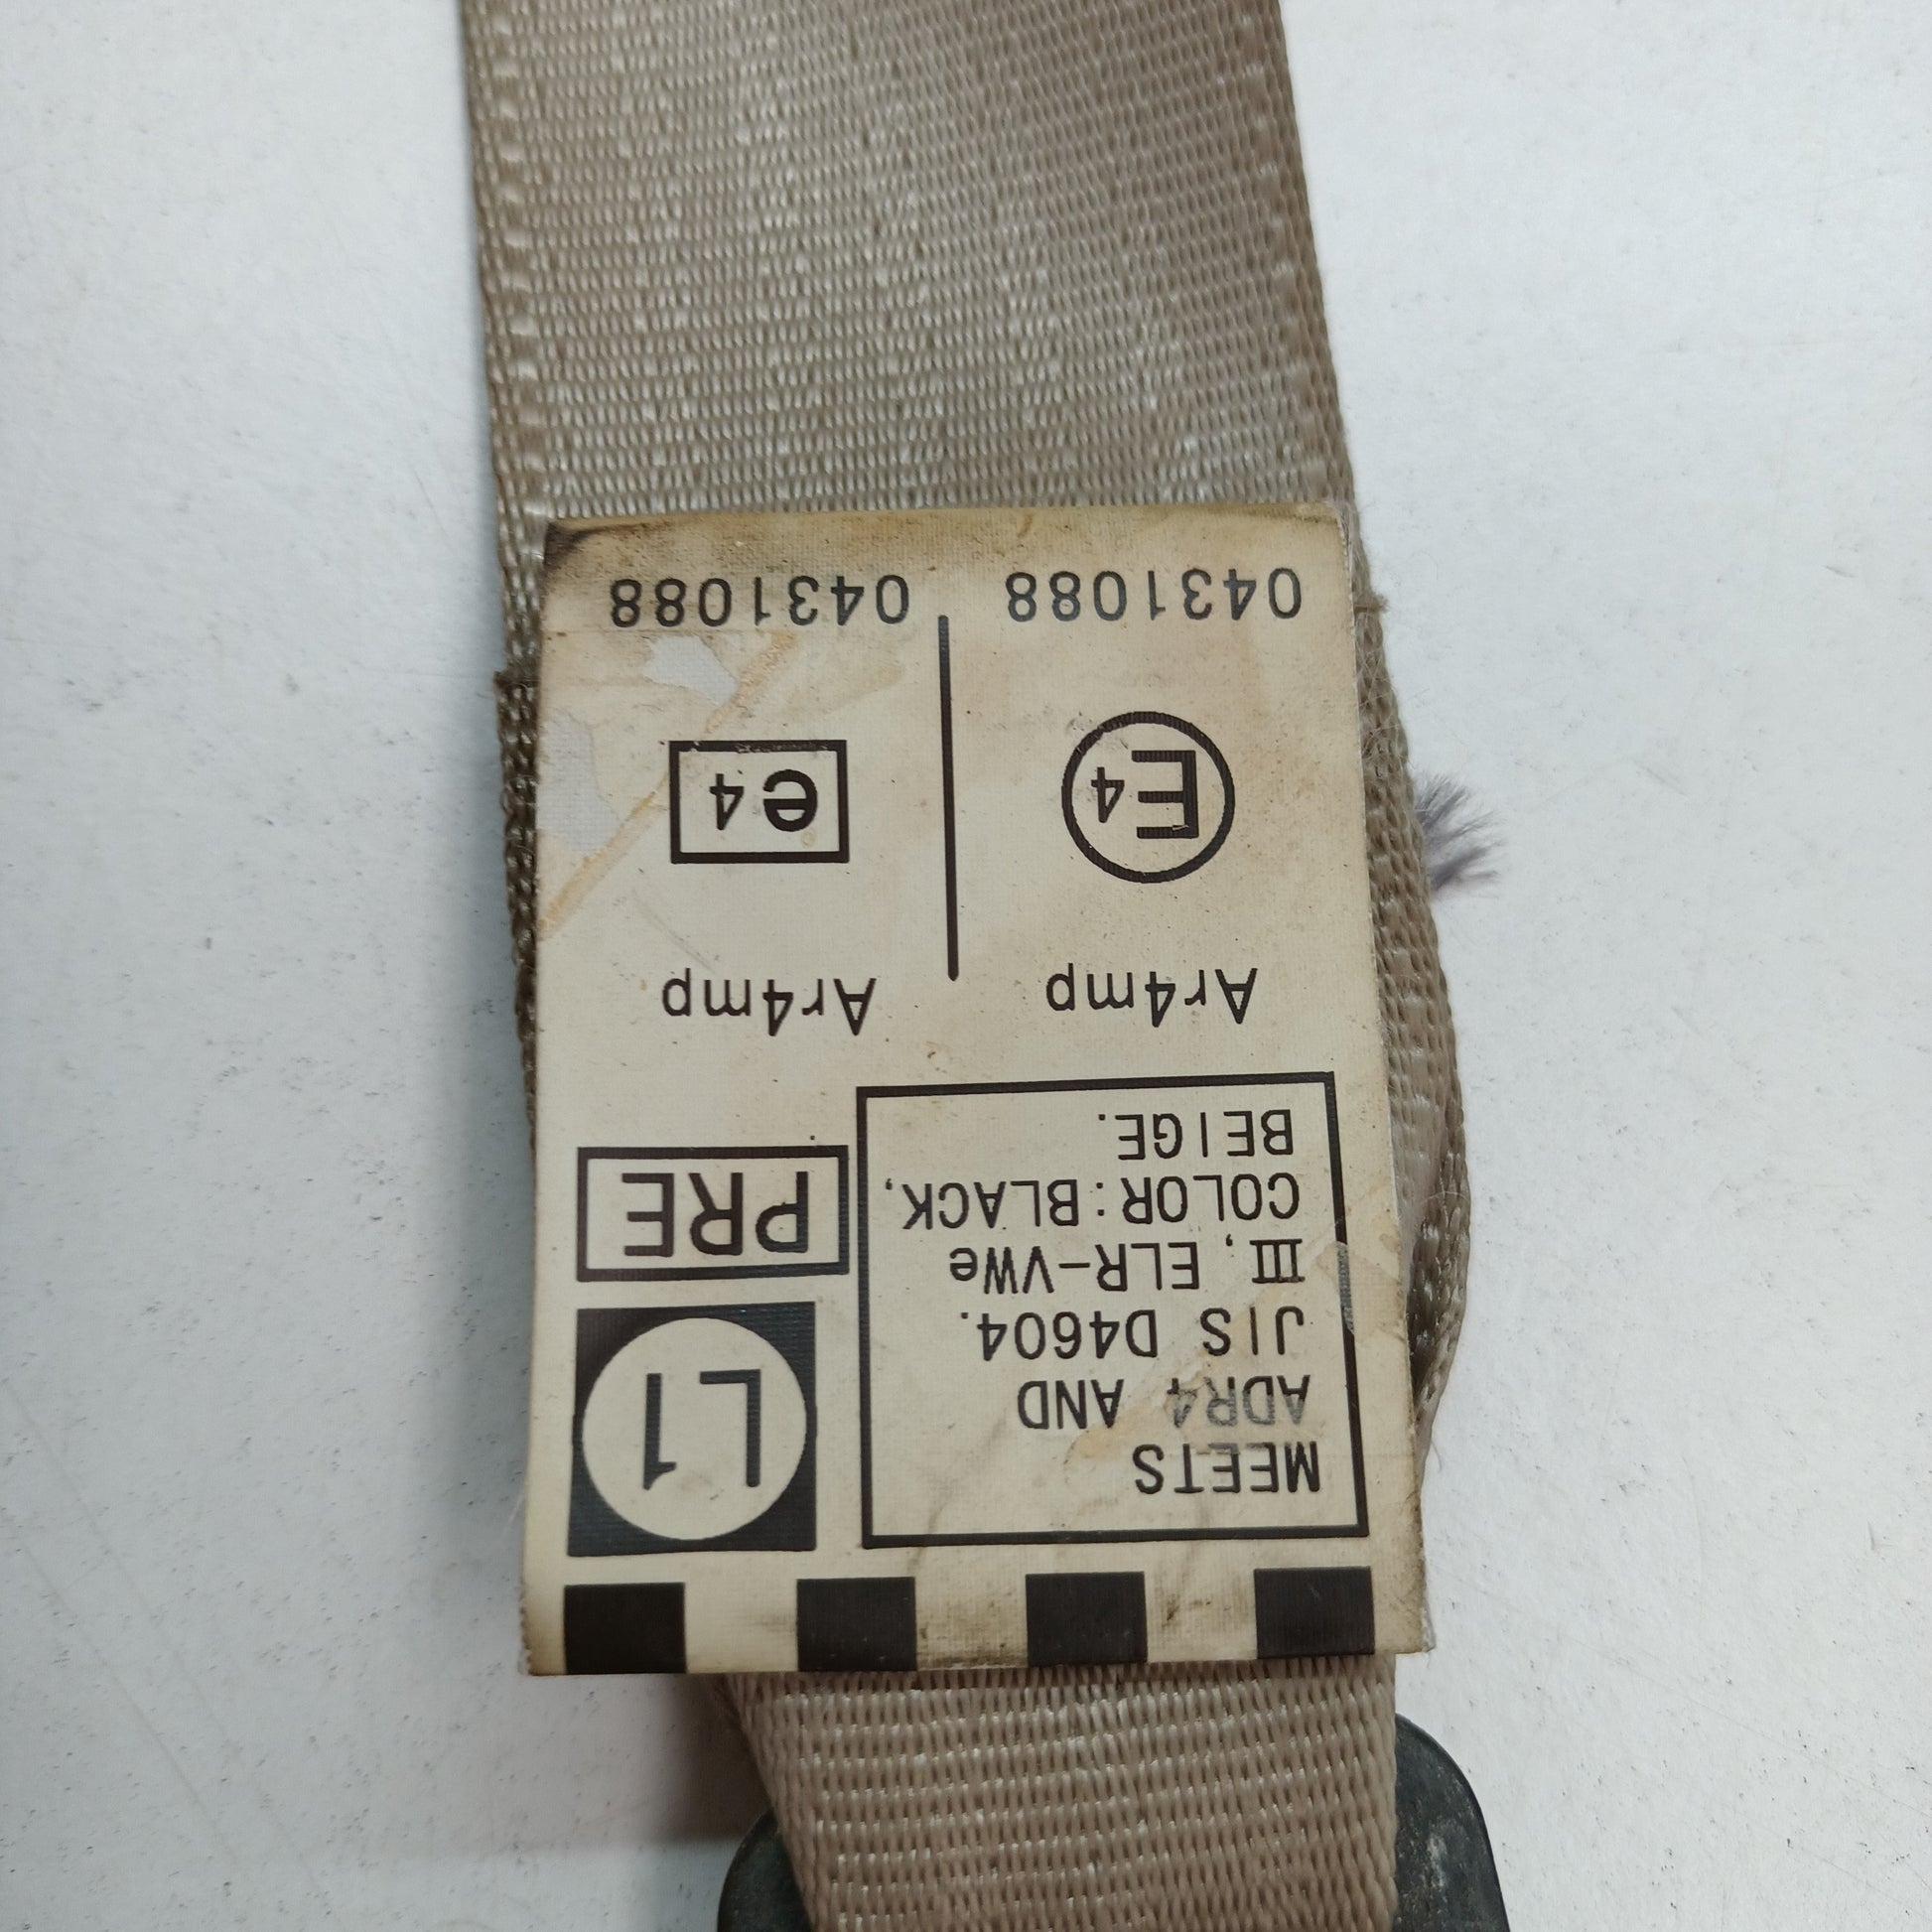 MEETS
ADR4 AND
JIS D4604.
III, ELR-VWe
COLOR:BLACK,
BEIGE.
L1
PRE
Ar4mp
E4
0431088
Ar4mp
e4
0431088